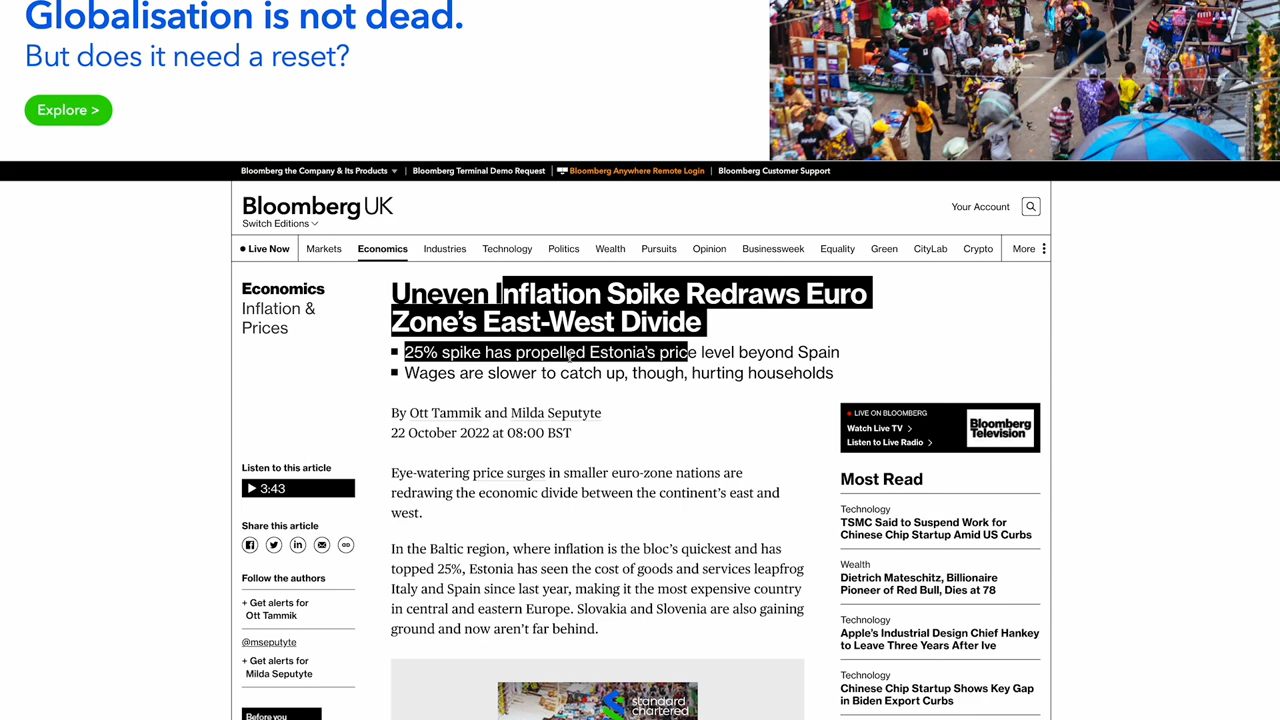 Globalisation is not dead.
But does it need a reset?
Explore >
Bloomberg the Company & Its Products
Bloomberg Terminal Demo Request
Bloomberg Anywhere Remote Login
Bloomberg Customer Support
Bloomberg UK
Switch Editions
Your Account
Live Now
Markets
Economics
Industries
Technology
Politics
Wealth
Pursuits
Opinion
Businessweek
Equality
Green
CityLab
Crypto
More
Economics
Inflation &
Prices
Uneven Inflation Spike Redraws Euro
Zone's East-West Divide
25% spike has propelled Estonia's price level beyond Spain
Wages are slower to catch up, though, hurting households
By Ott Tammik and Milda Seputyte
22 October 2022 at 08:00 BST
Listen to this article
3:43
Share this article
Follow the authors
+ Get alerts for
Ott Tammik
@mseputyte
+ Get alerts for
Milda Seputyte
Before you
Eye-watering price surges in smaller euro-zone nations are
redrawing the economic divide between the continent's east and
west.
In the Baltic region, where inflation is the bloc's quickest and has
topped 25%, Estonia has seen the cost of goods and services leapfrog
Italy and Spain since last year, making it the most expensive country
in central and eastern Europe. Slovakia and Slovenia are also gaining
ground and now aren't far behind.
standard
chartered
LIVE ON BLOOMBERG
Watch Live TV >
Listen to Live Radio >
Bloomberg
Television
Most Read
Technology
TSMC Said to Suspend Work for
Chinese Chip Startup Amid US Curbs
Wealth
Dietrich Mateschitz, Billionaire
Pioneer of Red Bull, Dies at 78
Technology
Apple's Industrial Design Chief Hankey
to Leave Three Years After Ive
Technology
Chinese Chip Startup Shows Key Gap
in Biden Export Curbs